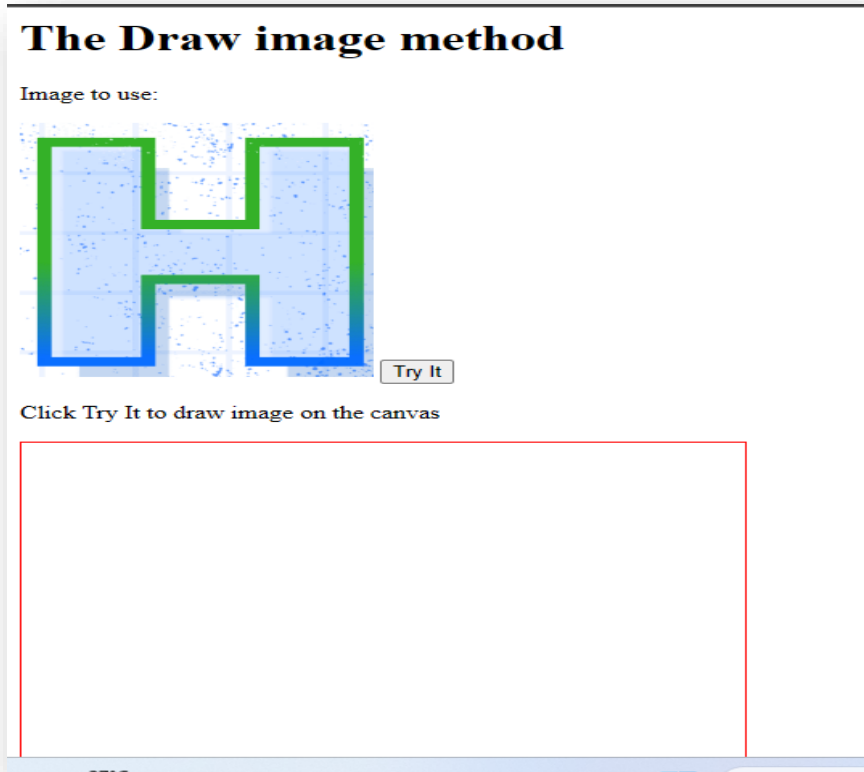 The Draw image method
Image to use:
H
Try It
Click Try It to draw image on the canvas